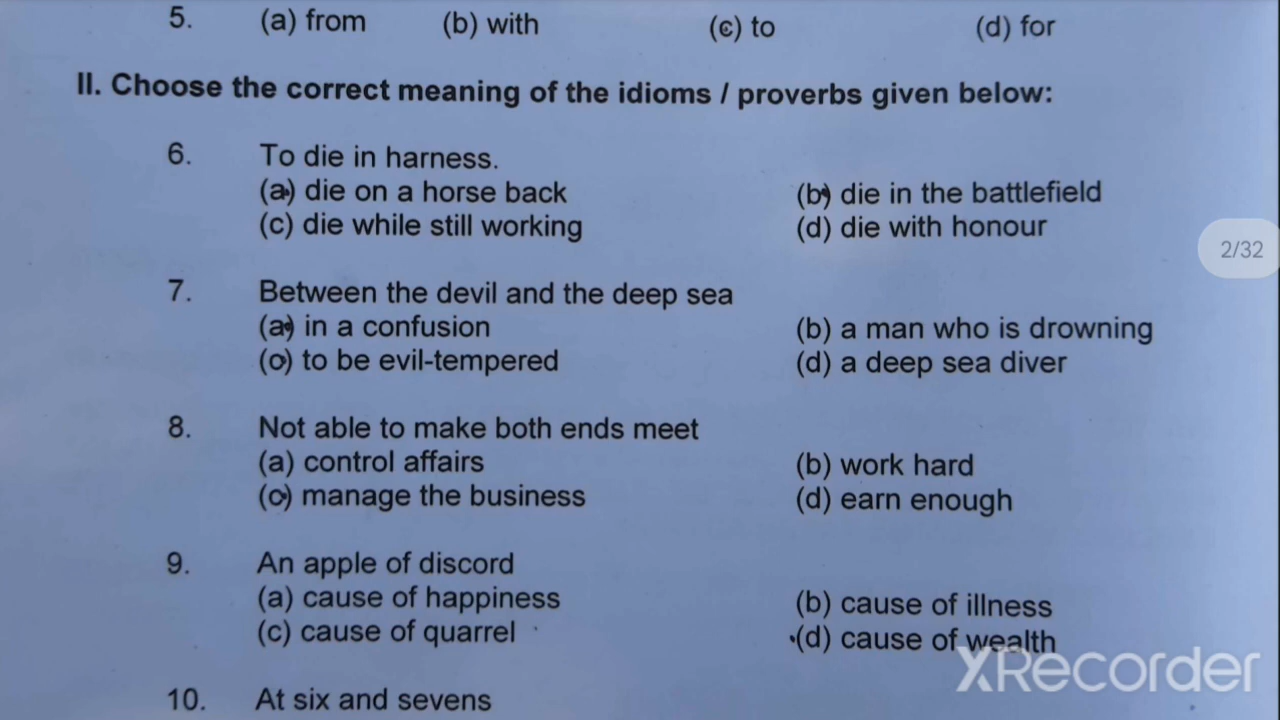 5. (a) from (b) with (c) to (d) for
II. Choose the correct meaning of the idioms / proverbs given below:
6. To die in harness.
(a) die on a horse back (b) die in the battlefield
(c) die while still working (d) die with honour
2/32
7. Between the devil and the deep sea
(a) in a confusion (b) a man who is drowning
(c) to be evil-tempered (d) a deep sea diver
8. Not able to make both ends meet
(a) control affairs (b) work hard
(c) manage the business (d) earn enough
9. An apple of discord
(a) cause of happiness (b) cause of illness
(c) cause of quarrel (d) cause of wealth
XRecorder
10. At six and sevens